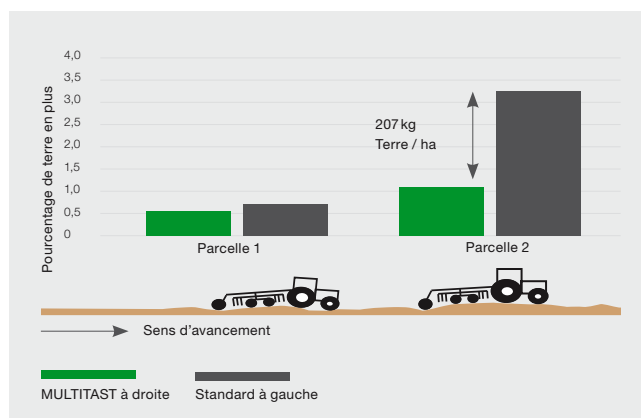 Pourcentage de terre en plus
4,0
3,5
3,0
2,5
2,0
1,5
1,0
0,5
0
207 kg
Terre / ha
Parcelle 1
Parcelle 2
Sens d’avancement
MULTITAST à droite
Standard à gauche